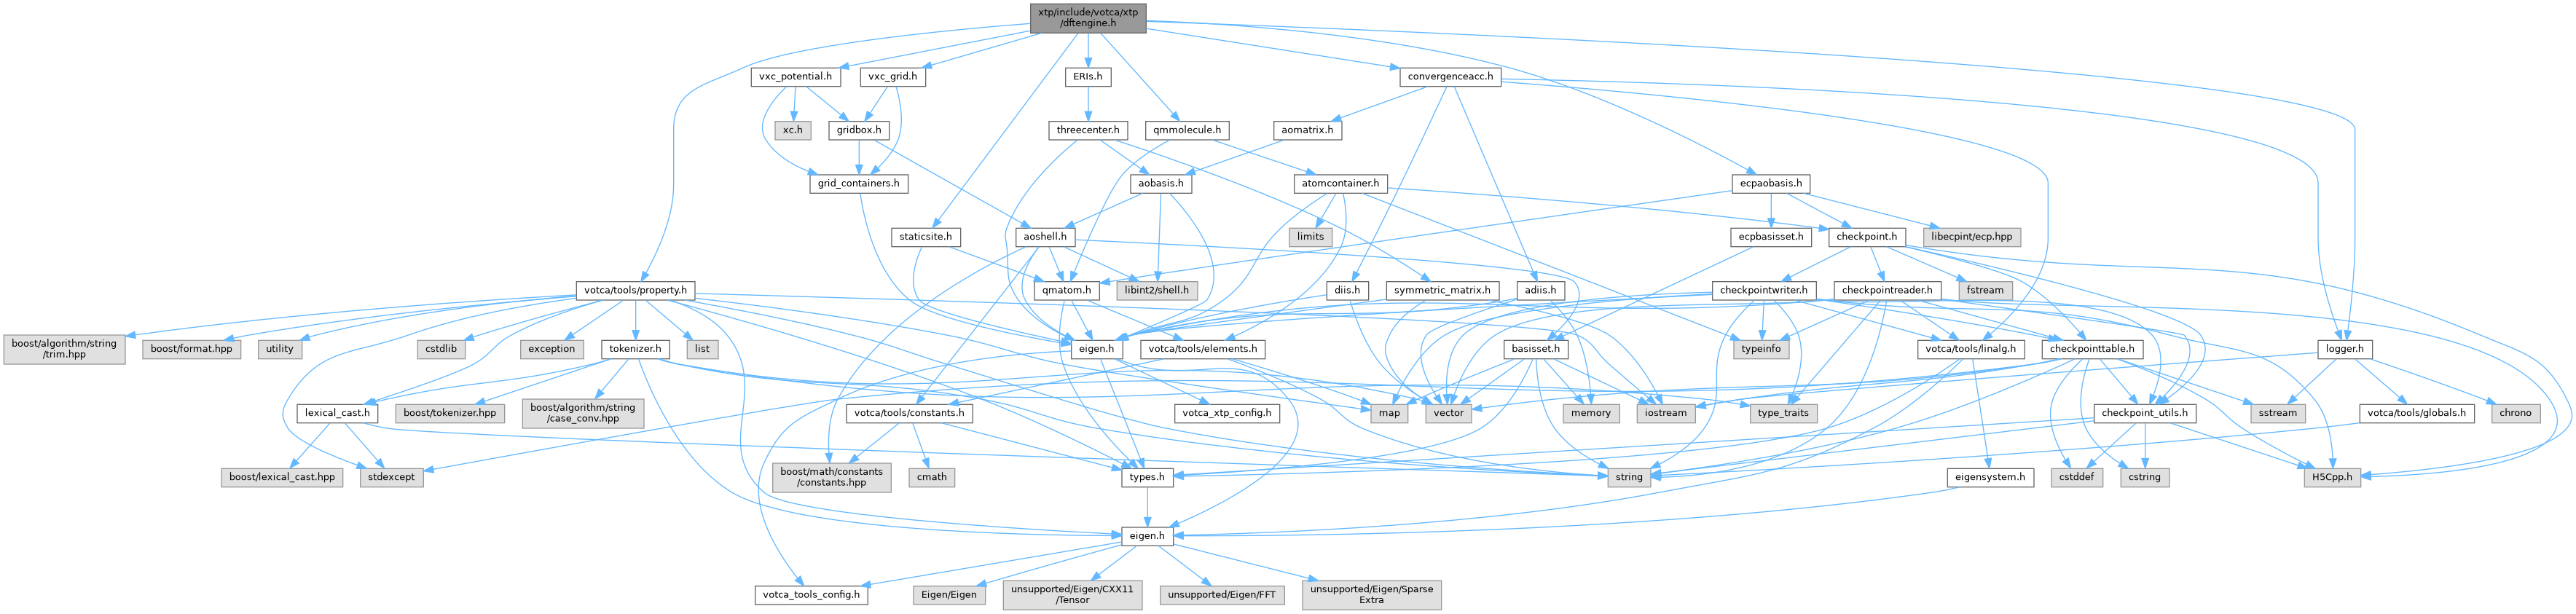 xtp/include/votca/xtp
/dftengine.h
vxc_potential.h
vxc_grid.h
ERIs.h
convergenceacc.h
xc.h
gridbox.h
threecenter.h
qmmolecule.h
aomatrix.h
grid_containers.h
aobasis.h
atomcontainer.h
ecpaobasis.h
staticsite.h
aoshell.h
limits
ecpbasisset.h
checkpoint.h
libecpint/ecp.hpp
votca/tools/property.h
qmatom.h
libint2/shell.h
diis.h
symmetric_matrix.h
adiis.h
checkpointwriter.h
checkpointreader.h
fstream
boost/algorithm/string
/trim.hpp
boost/format.hpp
utility
cstdlib
exception
tokenizer.h
list
eigen.h
votca/tools/elements.h
basisset.h
typeinfo
votca/tools/linalg.h
checkpointtable.h
logger.h
lexical_cast.h
boost/tokenizer.hpp
boost/algorithm/string
/case_conv.hpp
votca/tools/constants.h
votca_xtp_config.h
map
vector
memory
iostream
type_traits
checkpoint_utils.h
sstream
votca/tools/globals.h
chrono
boost/lexical_cast.hpp
stdexcept
boost/math/constants
/constants.hpp
cmath
types.h
string
eigensystem.h
cstddef
cstring
H5Cpp.h
eigen.h
votca_tools_config.h
Eigen/Eigen
unsupported/Eigen/CXX11
/Tensor
unsupported/Eigen/FFT
unsupported/Eigen/Sparse
Extra